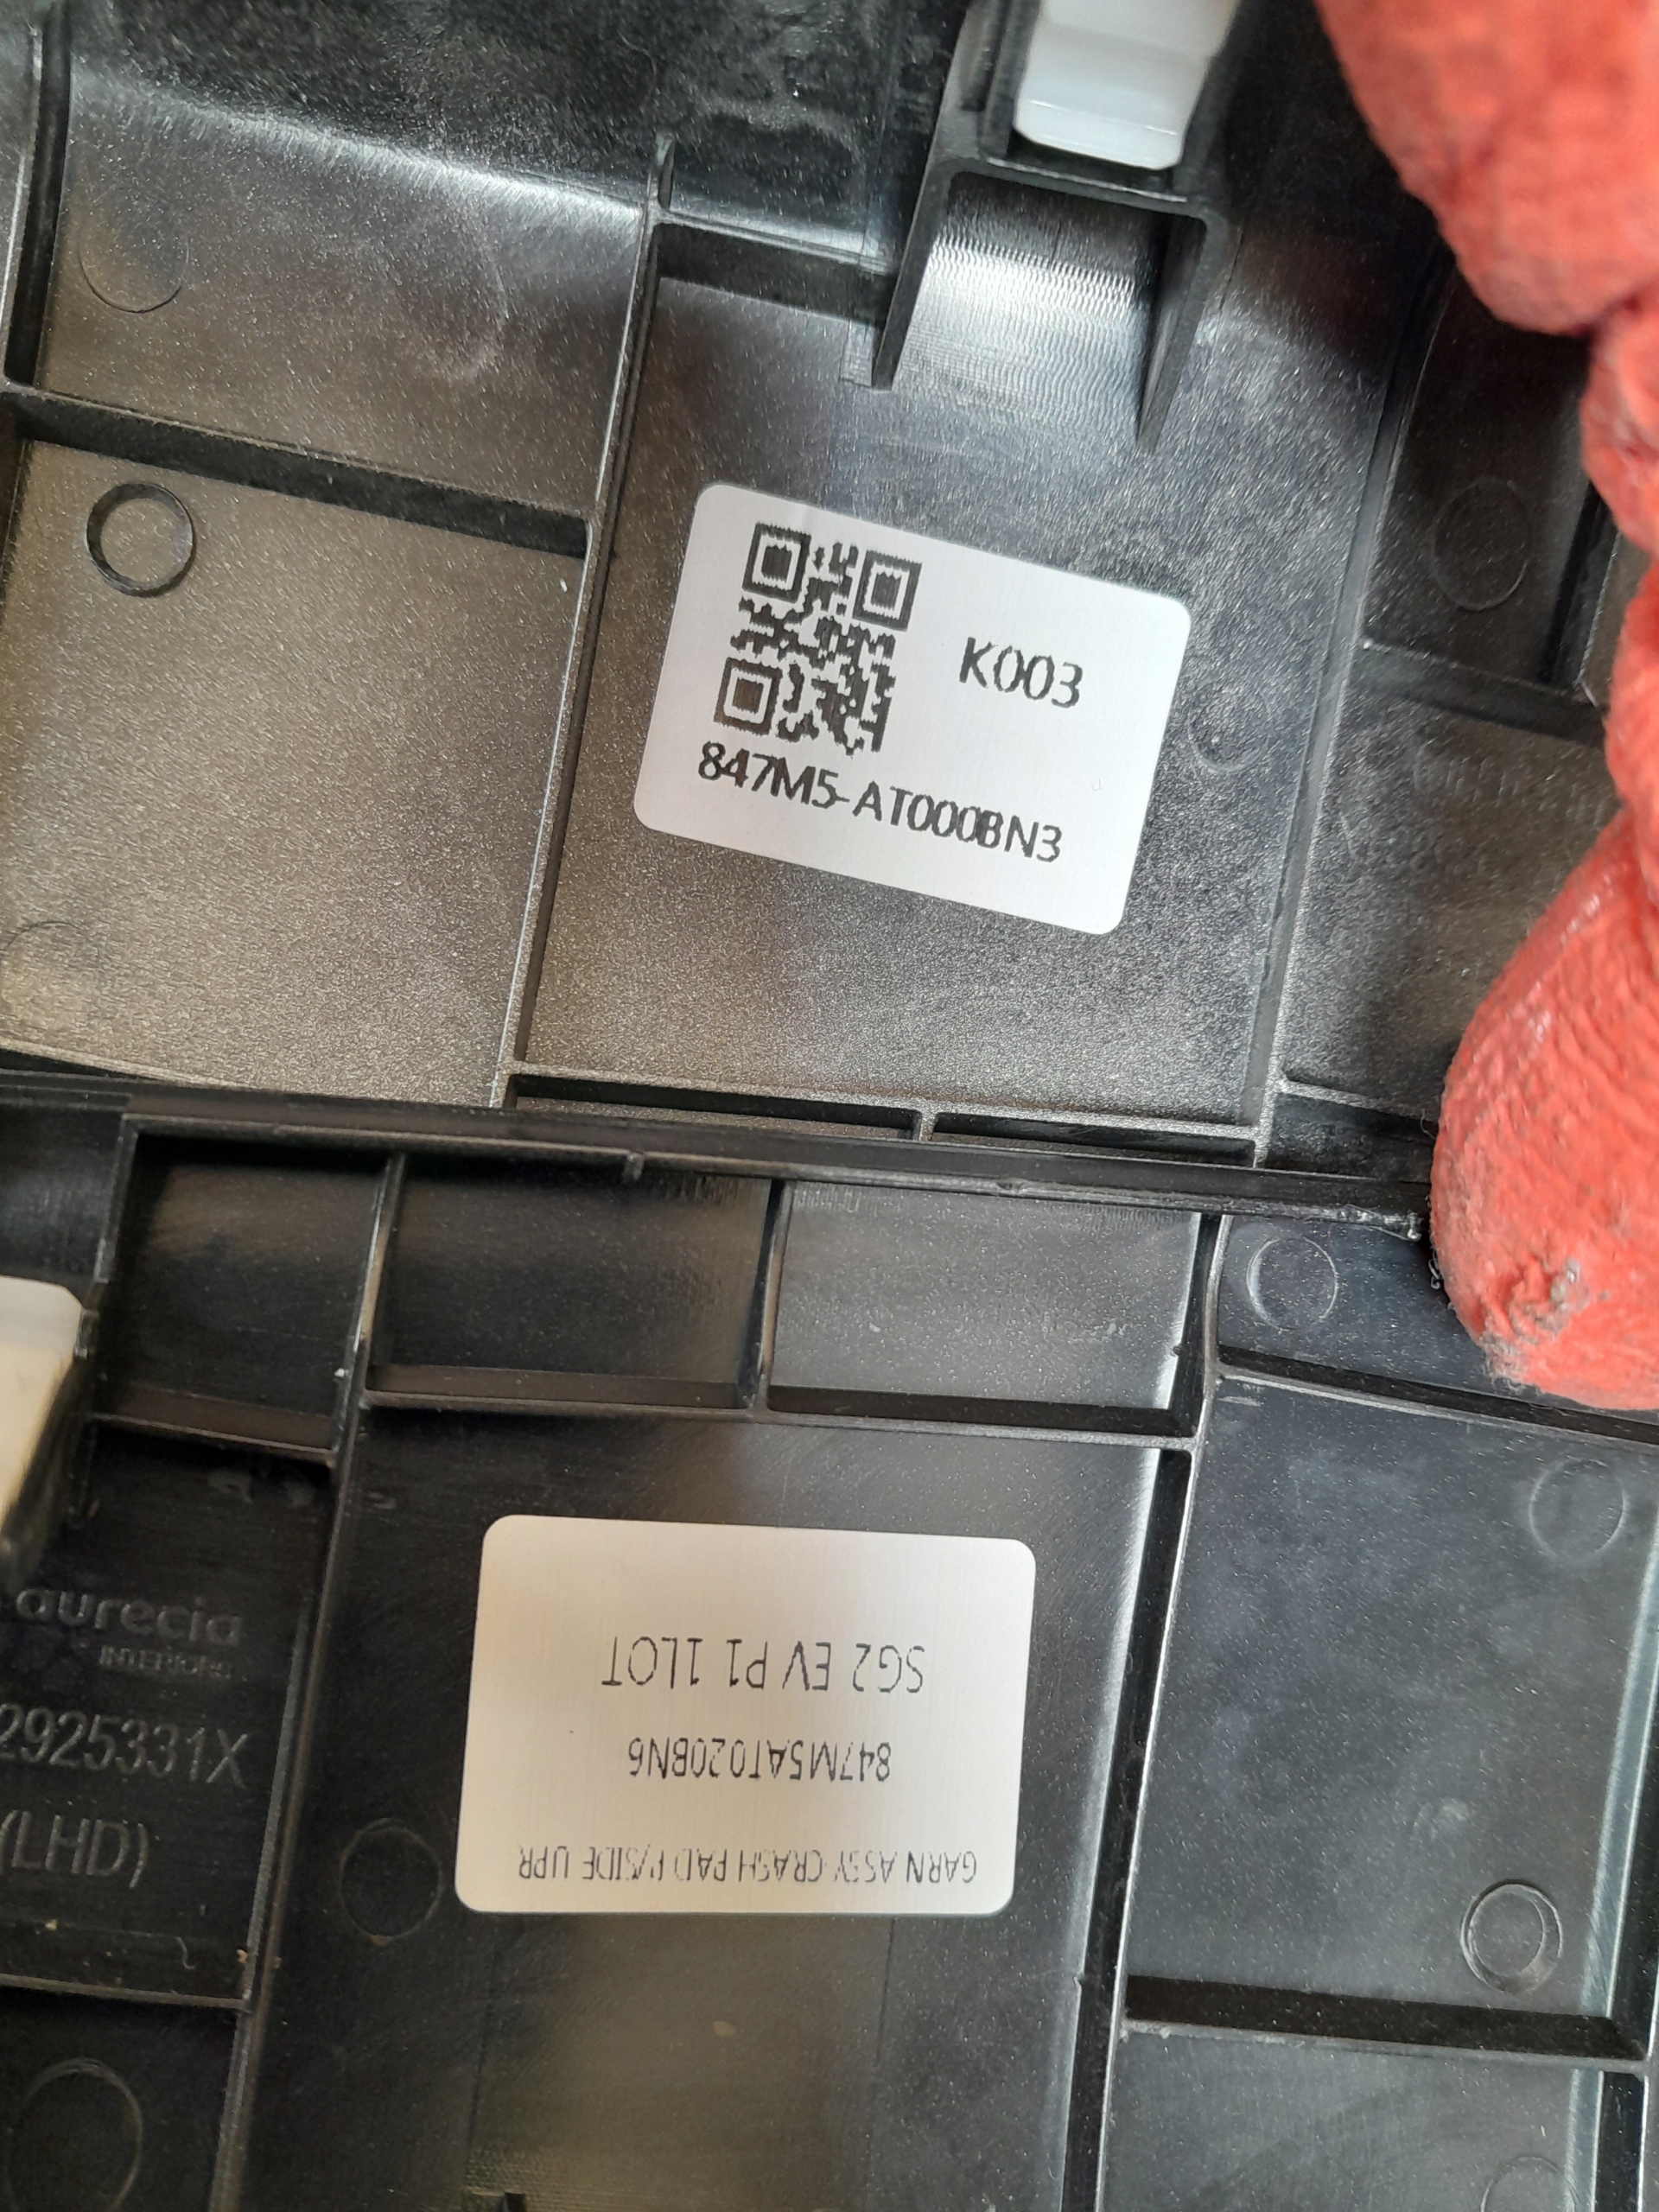 K003
847M5-AT000BN3
aurecia
INTERIORS
2925331X
(LHD)
GARN ASSY-CRASH PAD P/SIDE UPR
847M5AT020BN6
SG2 EV P1 1LOT